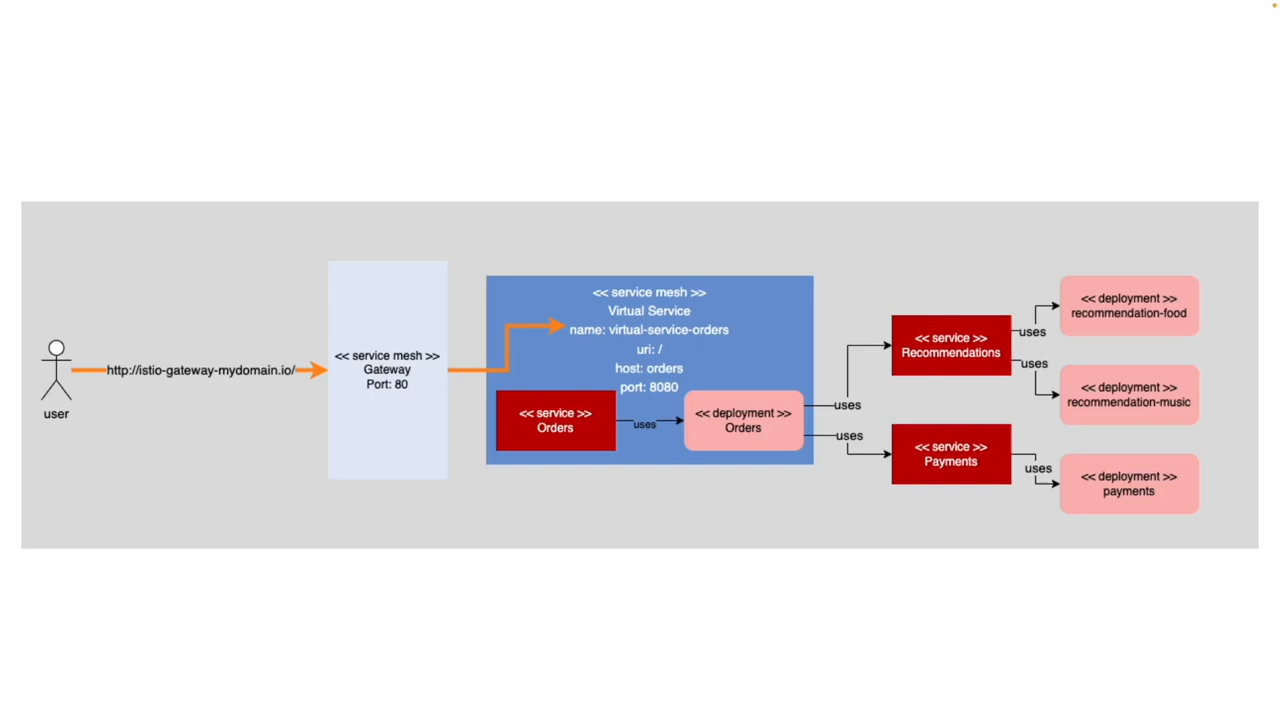 user
http://istio-gateway-mydomain.io/
<< service mesh >>
Gateway
Port: 80
<< service mesh >>
Virtual Service
name: virtual-service-orders
uri: /
host: orders
port: 8080
<< service >>
Orders
uses
<< deployment >>
Orders
uses
uses
<< service >>
Recommendations
<< service >>
Payments
uses
uses
uses
<< deployment >>
recommendation-food
<< deployment >>
recommendation-music
<< deployment >>
payments